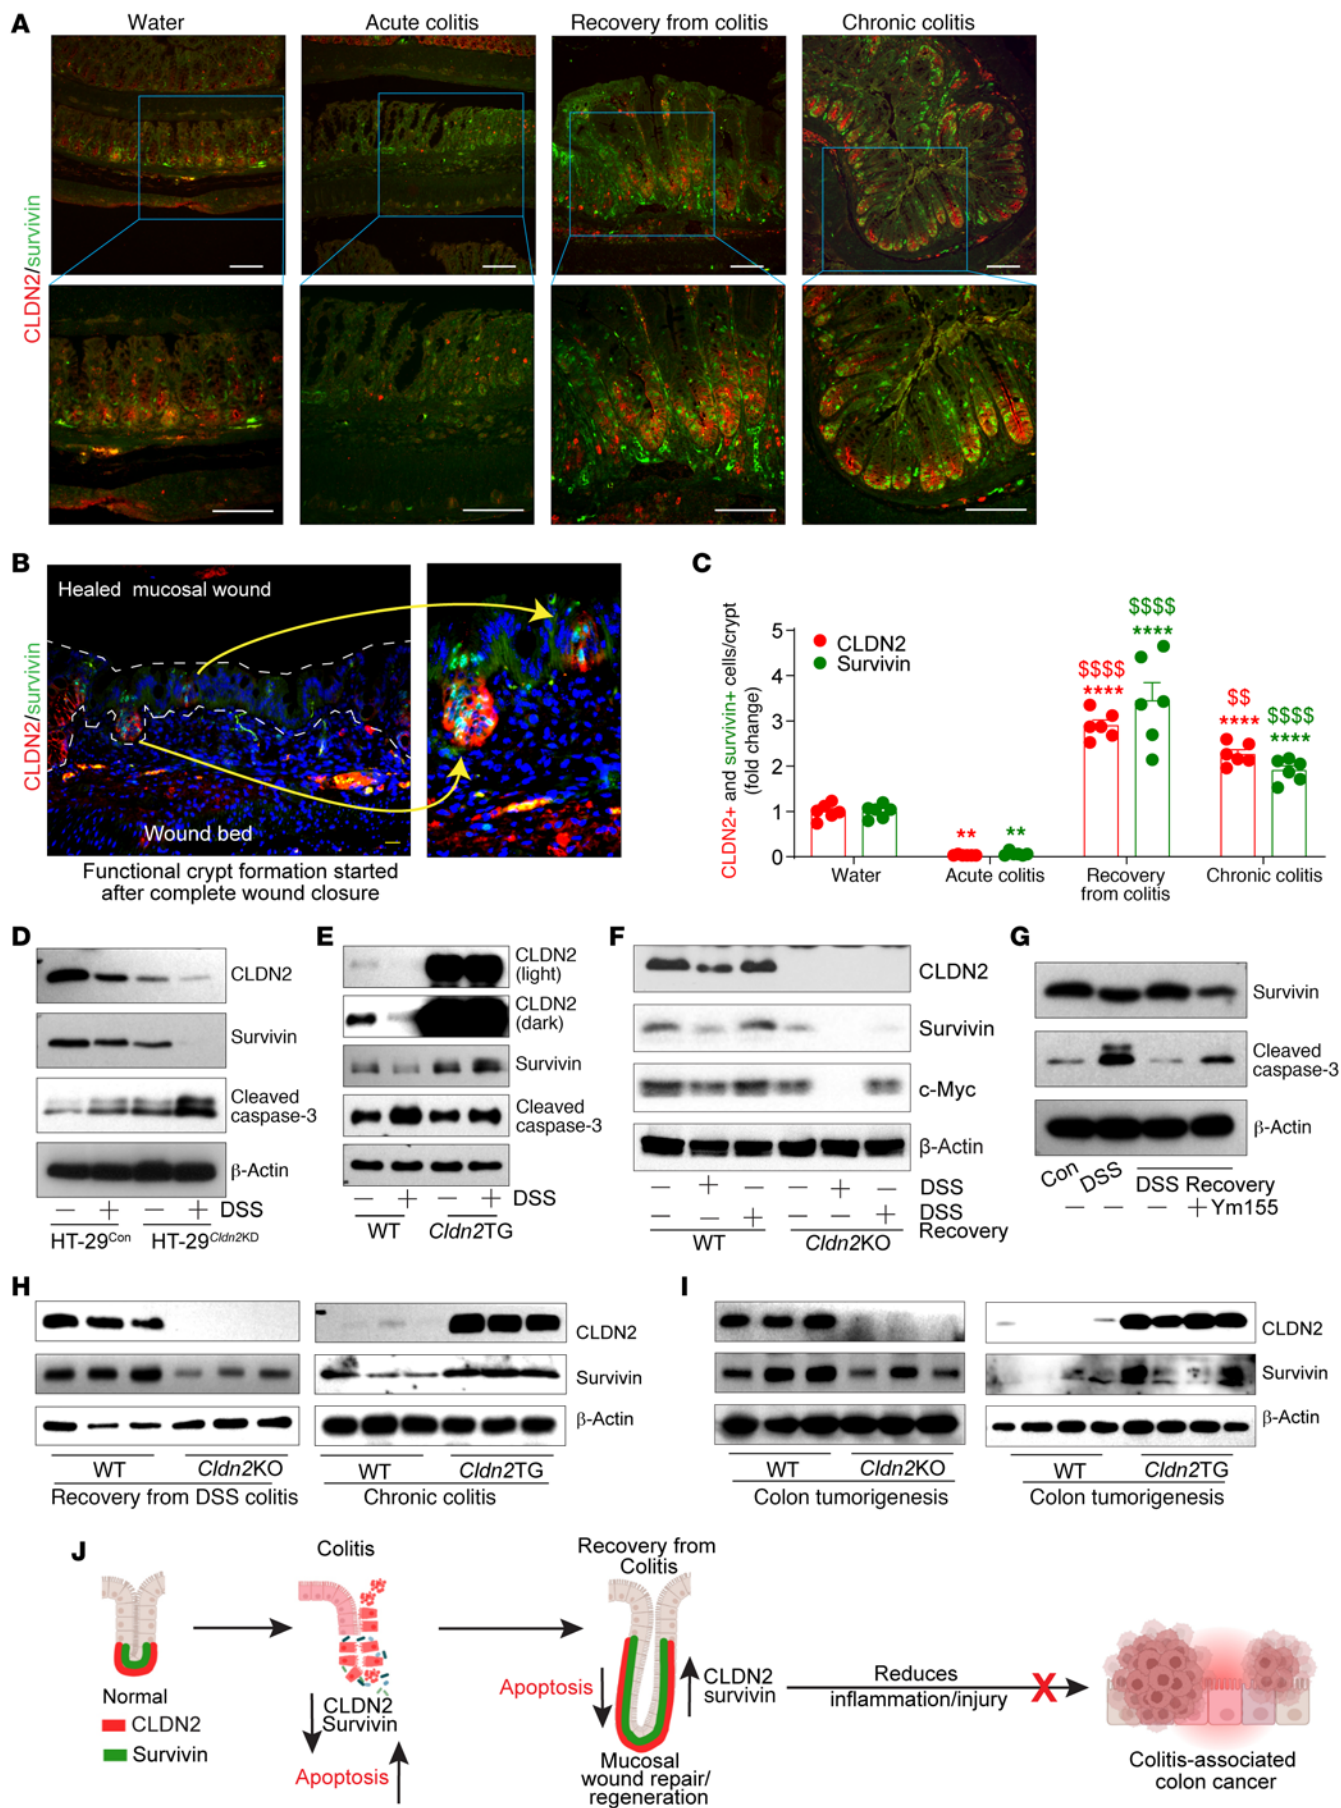 A
Water
Acute colitis
Recovery from colitis
Chronic colitis
CLDN2/survivin
B
Healed mucosal wound
Wound bed
CLDN2/survivin
Functional crypt formation started
after complete wound closure
C
CLDN2+ and survivin+ cells/crypt
(fold change)
5
4
3
2
1
0
CLDN2
Survivin
**
**
$$$$
****
$$$$
****
$$
****
$$$$
****
Water
Acute colitis
Recovery
from colitis
Chronic colitis
D
CLDN2
Survivin
Cleaved
caspase-3
β-Actin
− + − + DSS
HT-29Con HT-29Cldn2KD
E
CLDN2
(light)
CLDN2
(dark)
Survivin
Cleaved
caspase-3
− + − + DSS
WT Cldn2TG
F
CLDN2
Survivin
c-Myc
β-Actin
− + − − + − DSS
− − + − − + DSS
Recovery
WT Cldn2KO
G
Survivin
Cleaved
caspase-3
β-Actin
Con DSS DSS Recovery
− − − + Ym155
H
CLDN2
Survivin
β-Actin
WT Cldn2KO
Recovery from DSS colitis
WT Cldn2TG
Chronic colitis
I
CLDN2
Survivin
β-Actin
WT Cldn2KO
Colon tumorigenesis
WT Cldn2TG
Colon tumorigenesis
J
Normal
CLDN2
Survivin
Colitis
CLDN2
Survivin
Apoptosis
Recovery from
Colitis
Apoptosis
CLDN2
survivin
Mucosal
wound repair/
regeneration
Reduces
inflammation/injury
X
Colitis-associated
colon cancer